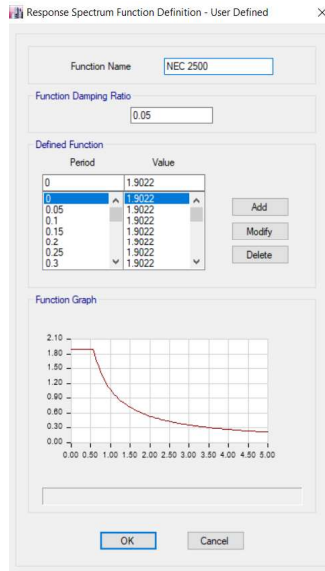 Response Spectrum Function Definition - User Defined
Function Name NEC 2500
Function Damping Ratio
0.05
Defined Function
Period Value
0 1.9022
0 1.9022
0.05 1.9022
0.1 1.9022
0.15 1.9022
0.2 1.9022
0.25 1.9022
0.3 1.9022
Add
Modify
Delete
Function Graph
2.10
1.80
1.50
1.20
0.90
0.60
0.30
0.00
0.00 0.50 1.00 1.50 2.00 2.50 3.00 3.50 4.00 4.50 5.00
OK Cancel